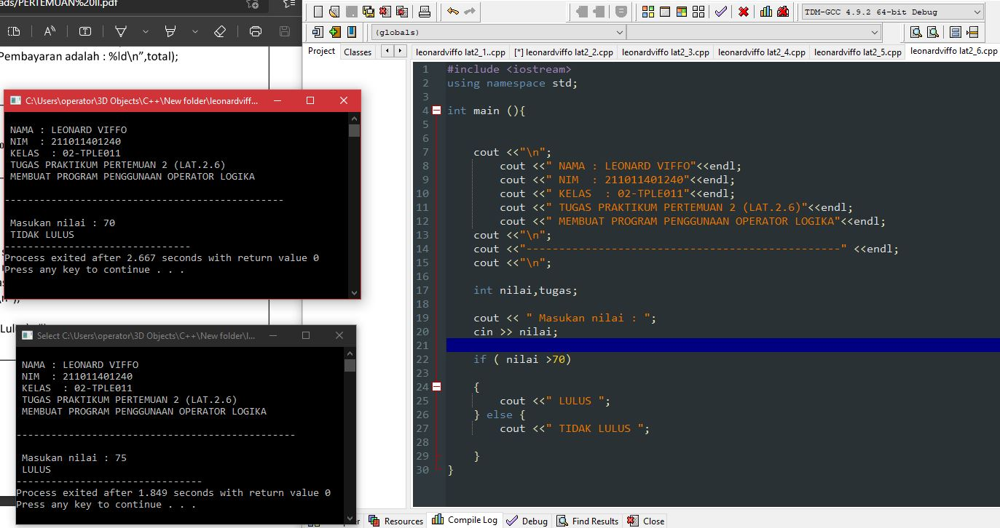 ads/PERTEMUAN%20II.pdf
Pembayaran adalah : %ld\n”,total);
C:\Users\operator\3D Objects\C++\New folder\leonardviff...
NAMA : LEONARD VIFFO
NIM  : 211011401240
KELAS  : 02-TPLE011
TUGAS PRAKTIKUM PERTEMUAN 2 (LAT.2.6)
MEMBUAT PROGRAM PENGGUNAAN OPERATOR LOGIKA
------------------------------------------------
Masukan nilai : 70
TIDAK LULUS
--------------------------------
Process exited after 2.667 seconds with return value 0
Press any key to continue . . .
Select C:\Users\operator\3D Objects\C++\New folder\l...
NAMA : LEONARD VIFFO
NIM  : 211011401240
KELAS  : 02-TPLE011
TUGAS PRAKTIKUM PERTEMUAN 2 (LAT.2.6)
MEMBUAT PROGRAM PENGGUNAAN OPERATOR LOGIKA
------------------------------------------------
Masukan nilai : 75
LULUS
--------------------------------
Process exited after 1.849 seconds with return value 0
Press any key to continue . . .
TDM-GCC 4.9.2 64-bit Debug
(globals)
Project Classes
leonardviffo lat2_1..cpp [*] leonardviffo lat2_2.cpp leonardviffo lat2_3.cpp leonardviffo lat2_4.cpp leonardviffo lat2_5.cpp leonardviffo lat2_6.cpp
1 #include <iostream>
2 using namespace std;
3
4 int main (){
5
6
7 cout <<"\n";
8 cout <<" NAMA : LEONARD VIFFO"<<endl;
9 cout <<" NIM  : 211011401240"<<endl;
10 cout <<" KELAS  : 02-TPLE011"<<endl;
11 cout <<" TUGAS PRAKTIKUM PERTEMUAN 2 (LAT.2.6)"<<endl;
12 cout <<" MEMBUAT PROGRAM PENGGUNAAN OPERATOR LOGIKA"<<endl;
13 cout <<"\n";
14 cout <<"------------------------------------------------" <<endl;
15 cout <<"\n";
16
17 int nilai,tugas;
18
19 cout << " Masukan nilai : ";
20 cin >> nilai;
21
22 if ( nilai >70)
23
24 {
25 cout <<" LULUS ";
26 } else {
27 cout <<" TIDAK LULUS ";
28
29 }
30 }
Resources Compile Log Debug Find Results Close